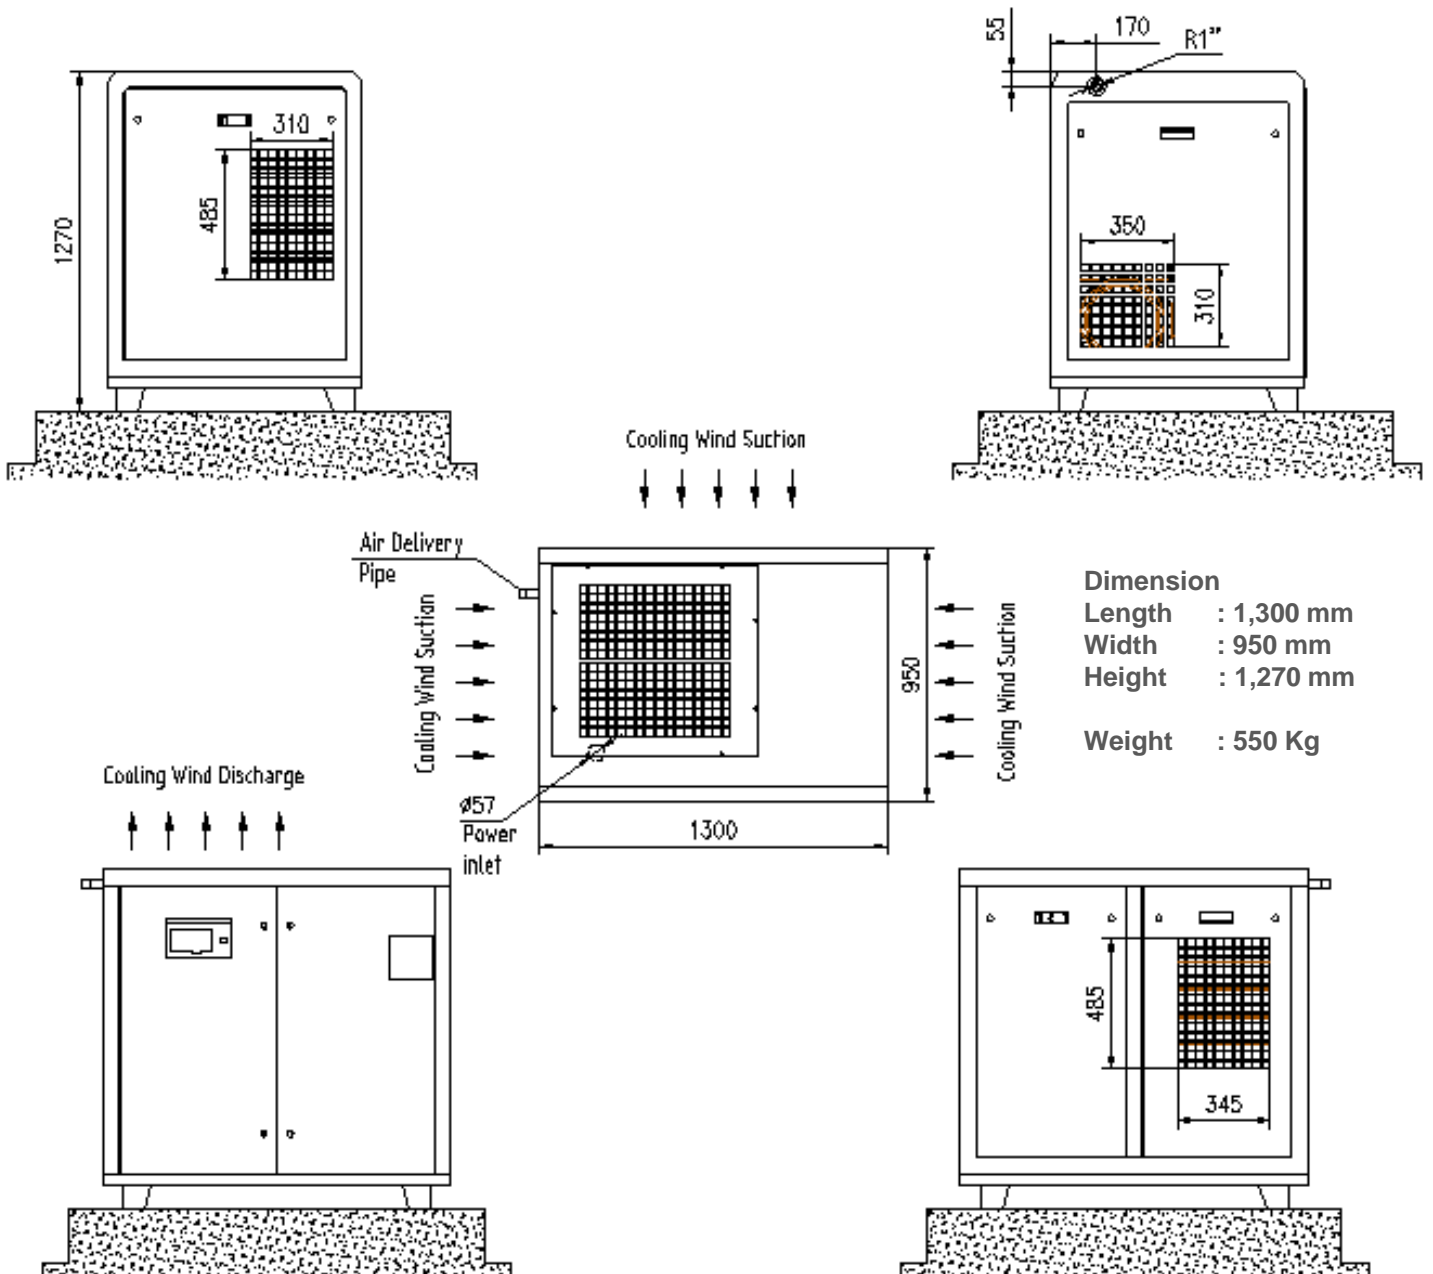 55
170
R1"
310
485
1270
350
310
Cooling Wind Suction
Air Delivery
Pipe
Cooling Wind Suction
950
Cooling Wind Suction
Dimension
Length : 1,300 mm
Width : 950 mm
Height : 1,270 mm
Weight : 550 Kg
Cooling Wind Discharge
Ø57
Power
inlet
1300
485
345